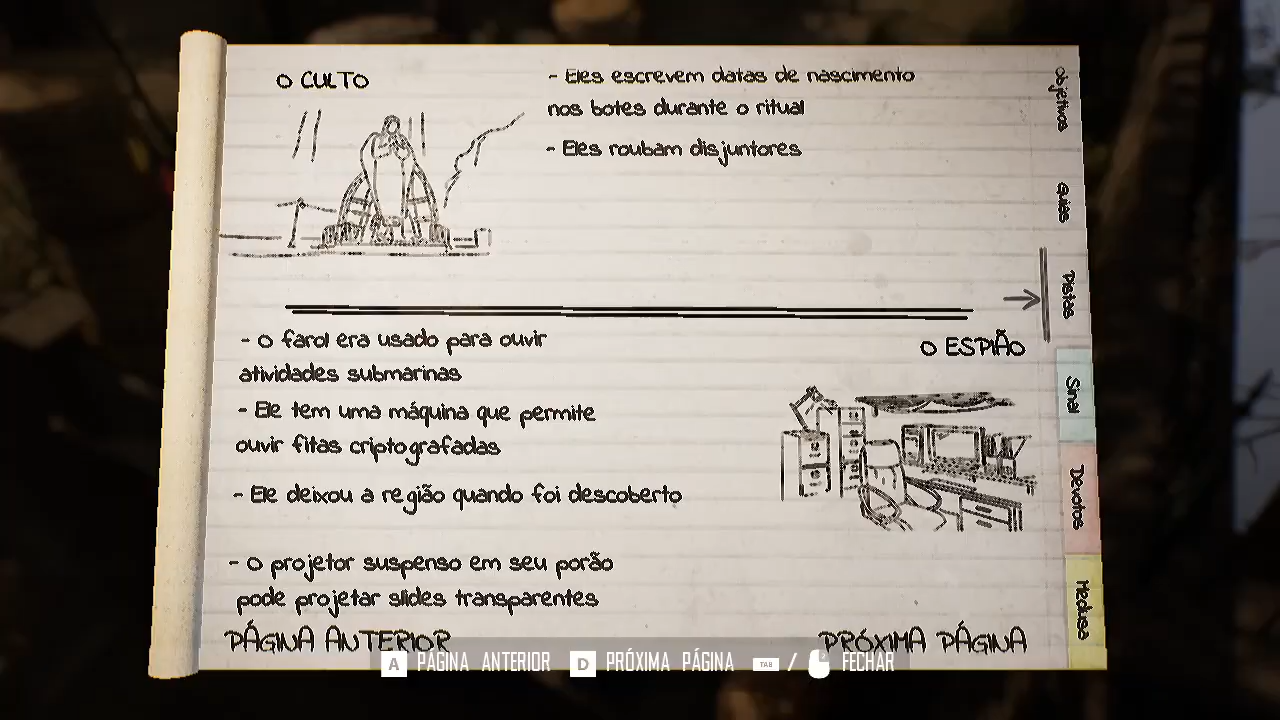 O CULTO
- Eles escrevem datas de nascimento
nos botes durante o ritual
- Eles roubam disjuntores
- O farol era usado para ouvir
atividades submarinas
- Ele tem uma máquina que permite
ouvir fitas criptografadas
- Ele deixou a região quando foi descoberto
- O projetor suspenso em seu porão
pode projetar slides transparentes
O ESPIÃO
Objetivos
Guias
Pistas
Sinal
Devotos
Medusa
PÁGINA ANTERIOR
PRÓXIMA PÁGINA
A PÁGINA ANTERIOR D PRÓXIMA PÁGINA TAB / FECHAR